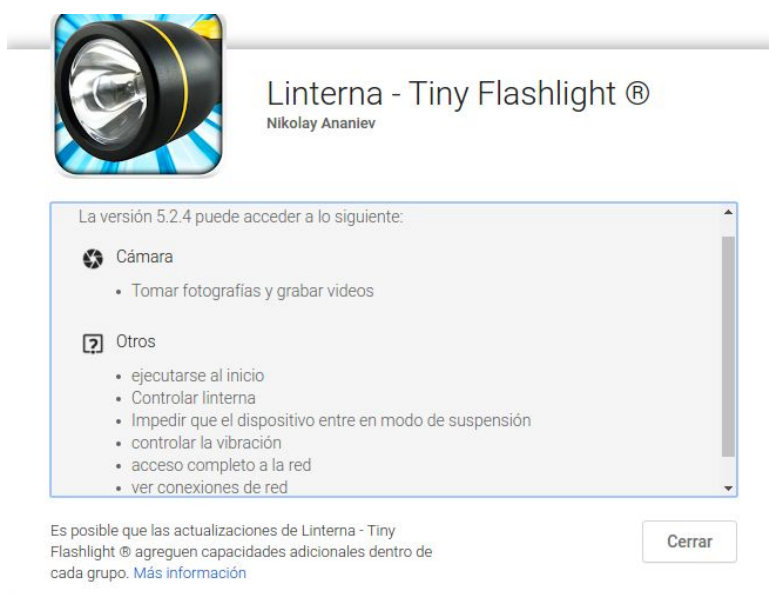 Linterna - Tiny Flashlight ®
Nikolay Ananiev
La versión 5.2.4 puede acceder a lo siguiente:
Cámara
• Tomar fotografías y grabar videos
Otros
• ejecutarse al inicio
• Controlar linterna
• Impedir que el dispositivo entre en modo de suspensión
• controlar la vibración
• acceso completo a la red
• ver conexiones de red
Es posible que las actualizaciones de Linterna - Tiny
Flashlight ® agreguen capacidades adicionales dentro de
cada grupo. Más información
Cerrar